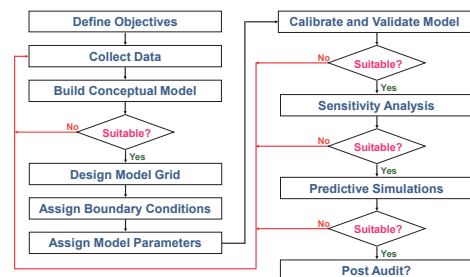 Define Objectives
Collect Data
Build Conceptual Model
No
Suitable?
Yes
Design Model Grid
Assign Boundary Conditions
Assign Model Parameters
Calibrate and Validate Model
No
Suitable?
Yes
Sensitivity Analysis
No
Suitable?
Yes
Predictive Simulations
No
Suitable?
Yes
Post Audit?